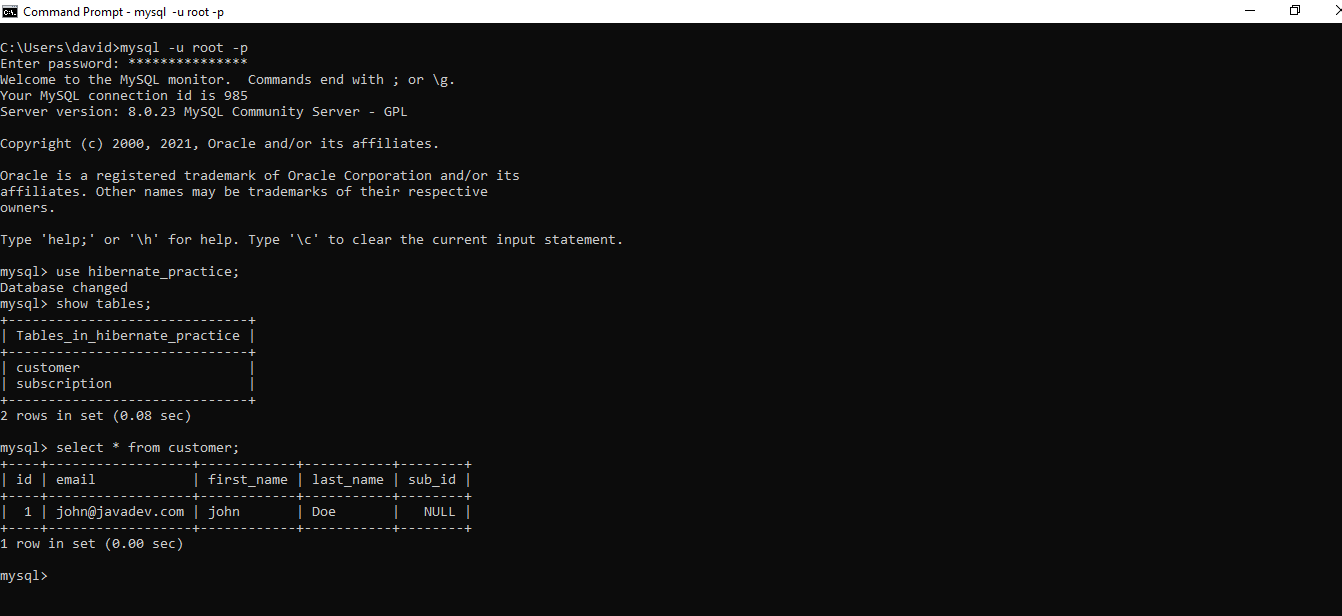 Command Prompt - mysql  -u root -p
C:\Users\david>mysql -u root -p
Enter password: ***************
Welcome to the MySQL monitor.  Commands end with ; or \g.
Your MySQL connection id is 985
Server version: 8.0.23 MySQL Community Server - GPL
Copyright (c) 2000, 2021, Oracle and/or its affiliates.
Oracle is a registered trademark of Oracle Corporation and/or its
affiliates. Other names may be trademarks of their respective
owners.
Type 'help;' or '\h' for help. Type '\c' to clear the current input statement.
mysql> use hibernate_practice;
Database changed
mysql> show tables;
+------------------------------+
| Tables_in_hibernate_practice |
+------------------------------+
| customer                     |
| subscription                 |
+------------------------------+
2 rows in set (0.08 sec)
mysql> select * from customer;
+----+------------------+------------+-----------+--------+
| id | email            | first_name | last_name | sub_id |
+----+------------------+------------+-----------+--------+
|  1 | john@javadev.com | john       | Doe       |   NULL |
+----+------------------+------------+-----------+--------+
1 row in set (0.00 sec)
mysql>